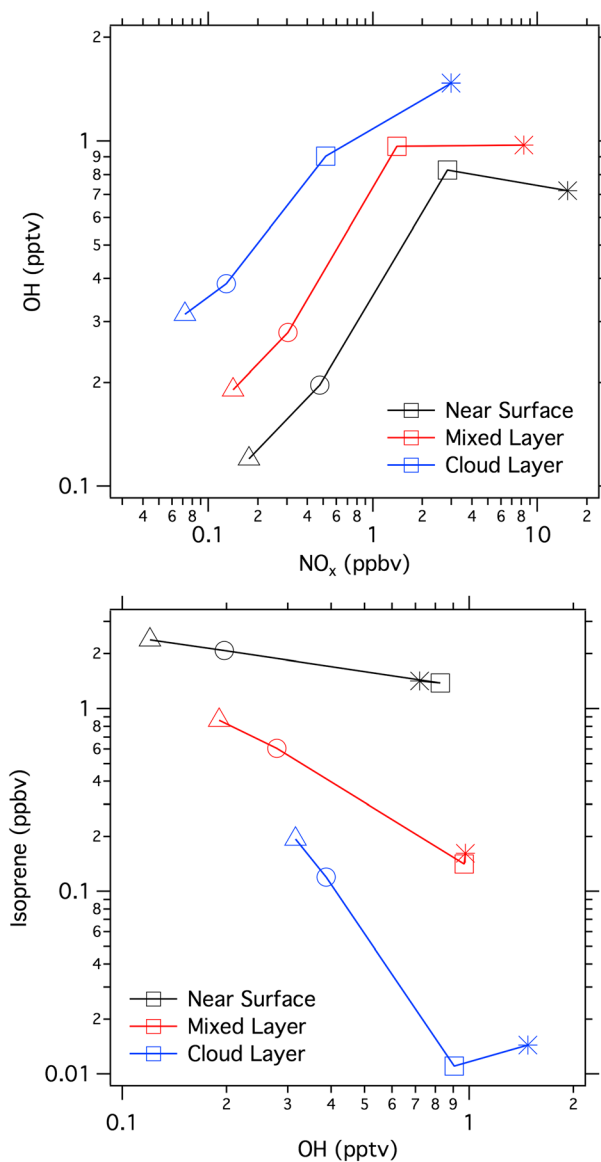 2
1
9
8
7
6
5
4
3
2
0.1
OH (pptv)
Near Surface
Mixed Layer
Cloud Layer
4 6 8 2 4 6 8 2 4 6 8 2
0.1 1 10
NOx (ppbv)
2
1
8
6
4
2
0.1
8
6
4
2
0.01
Isoprene (ppbv)
Near Surface
Mixed Layer
Cloud Layer
0.1 2 3 4 5 6 7 8 9 1 2
OH (pptv)